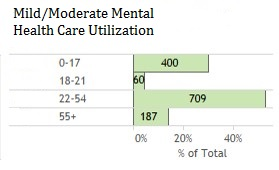 Mild/Moderate Mental
Health Care Utilization
0-17 400
18-21 60
22-54 709
55+ 187
0% 20% 40%
% of Total